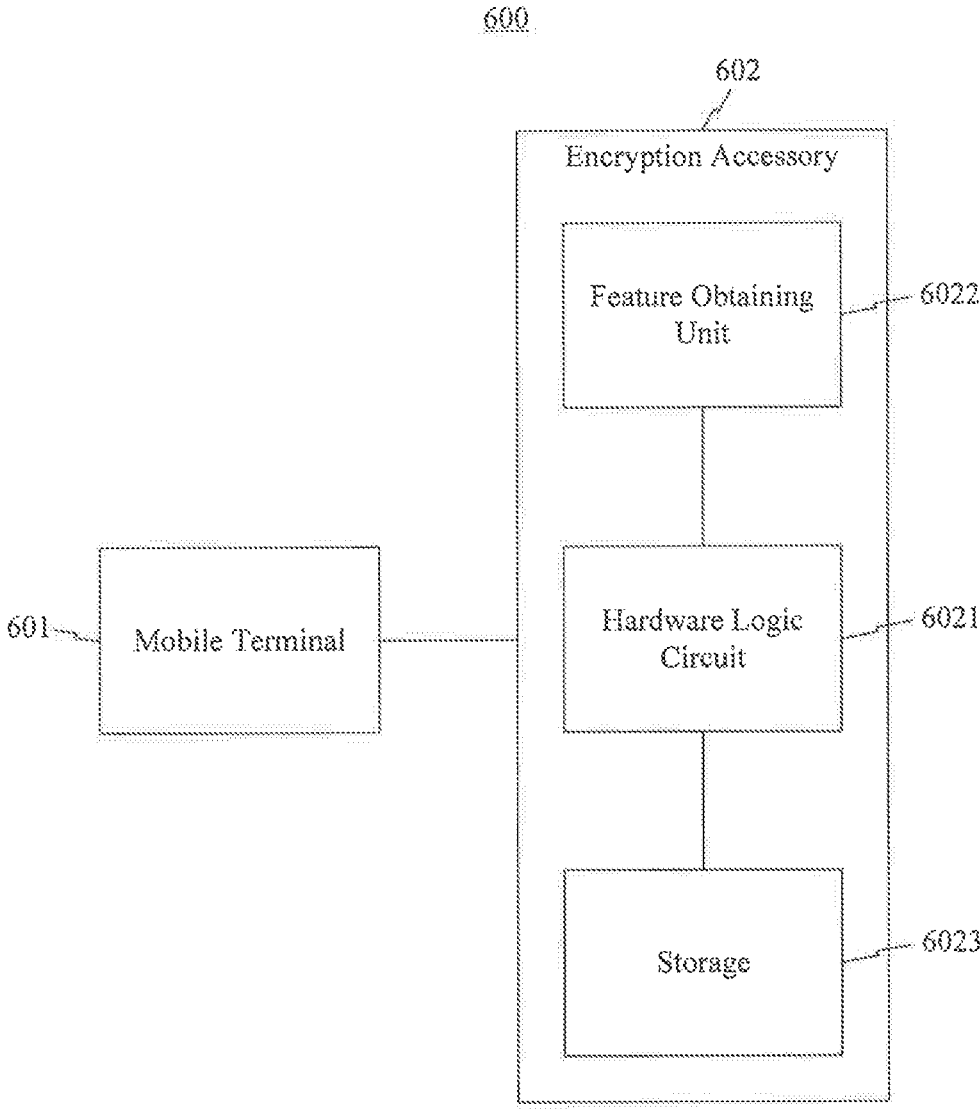 600
602
Encryption Accessory
Feature Obtaining
Unit
6022
601
Mobile Terminal
Hardware Logic
Circuit
6021
Storage
6023